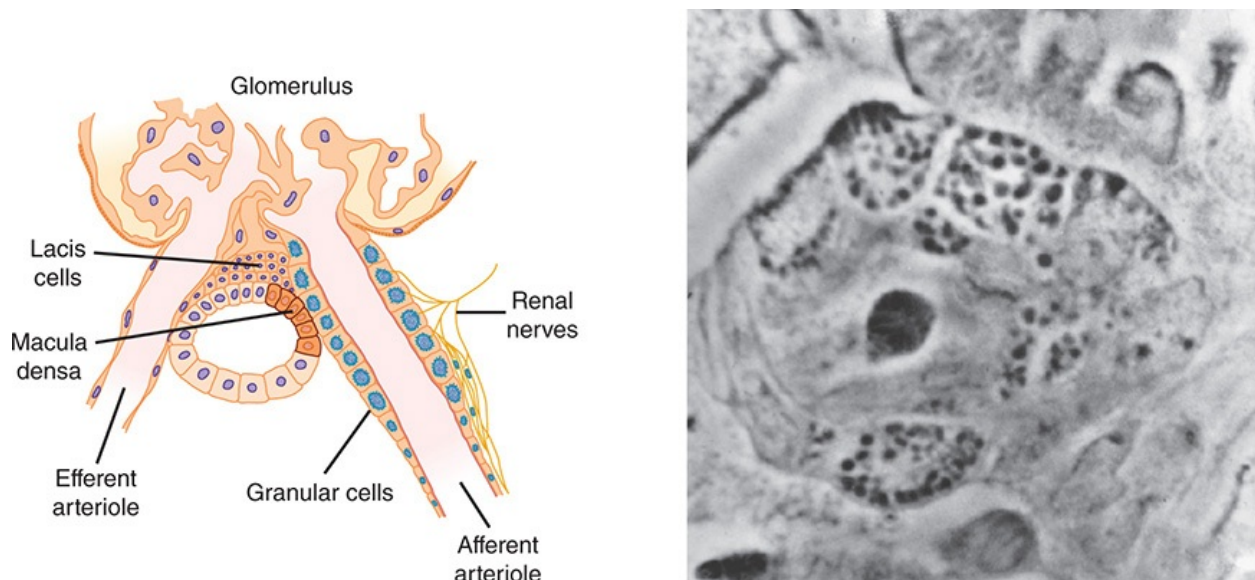 Glomerulus
Lacis
cells
Macula
densa
Renal
nerves
Efferent
arteriole
Granular cells
Afferent
arteriole